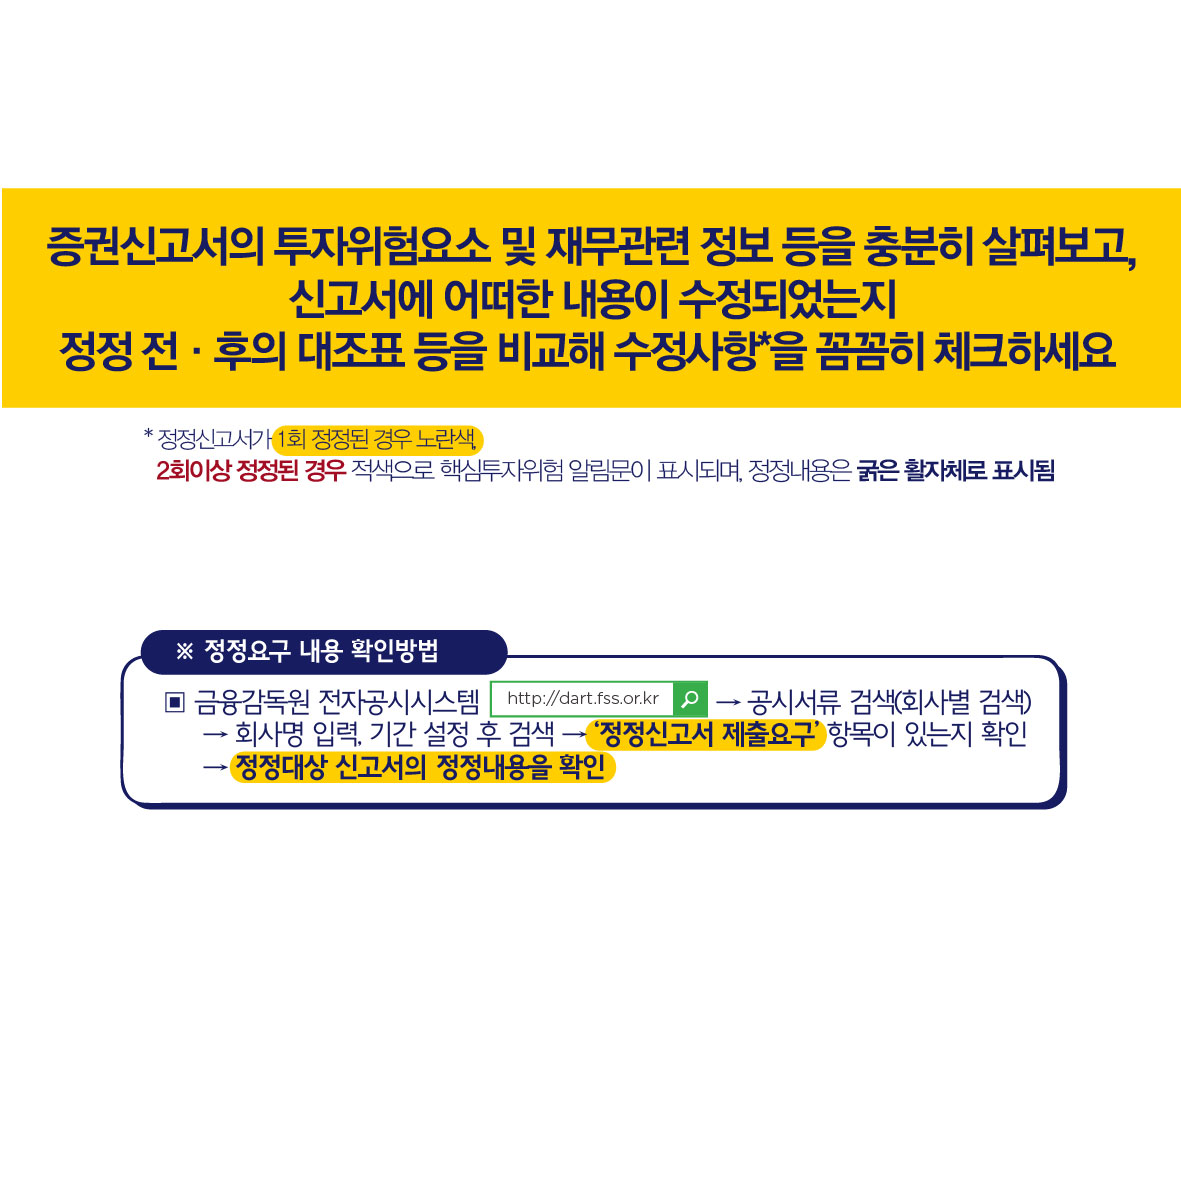 증권신고서의 투자위험요소 및 재무관련 정보 등을 충분히 살펴보고,
신고서에 어떠한 내용이 수정되었는지
정정 전 · 후의 대조표 등을 비교해 수정사항*을 꼼꼼히 체크하세요
* 정정신고서가 1회 정정된 경우 노란색,
2회이상 정정된 경우 적색으로 핵심투자위험 알림문이 표시되며, 정정내용은 굵은 활자체로 표시됨
※ 정정요구 내용 확인방법
▣ 금융감독원 전자공시시스템 http://dart.fss.or.kr → 공시서류 검색(회사별 검색)
→ 회사명 입력, 기간 설정 후 검색 → ‘정정신고서 제출요구’ 항목이 있는지 확인
→ 정정대상 신고서의 정정내용을 확인